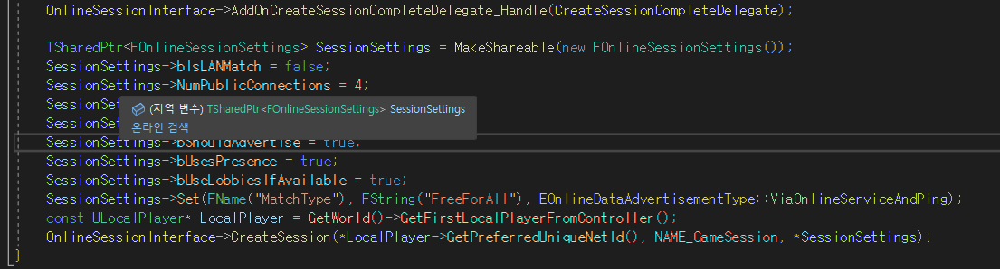 OnlineSessionInterface->AddOnCreateSessionCompleteDelegate_Handle(CreateSessionCompleteDelegate);
TSharedPtr<FOnlineSessionSettings> SessionSettings = MakeShareable(new FOnlineSessionSettings());
SessionSettings->bIsLANMatch = false;
SessionSettings->NumPublicConnections = 4;
SessionSet
(지역 변수) TSharedPtr<FOnlineSessionSettings> SessionSettings
SessionSet
온라인 검색
SessionSettings->bShouldAdvertise = true;
SessionSettings->bUsesPresence = true;
SessionSettings->bUseLobbiesIfAvailable = true;
SessionSettings->Set(FName("MatchType"), FString("FreeForAll"), EOnlineDataAdvertisementType::ViaOnlineServiceAndPing);
const ULocalPlayer* LocalPlayer = GetWorld()->GetFirstLocalPlayerFromController();
OnlineSessionInterface->CreateSession(*LocalPlayer->GetPreferredUniqueNetId(), NAME_GameSession, *SessionSettings);
}